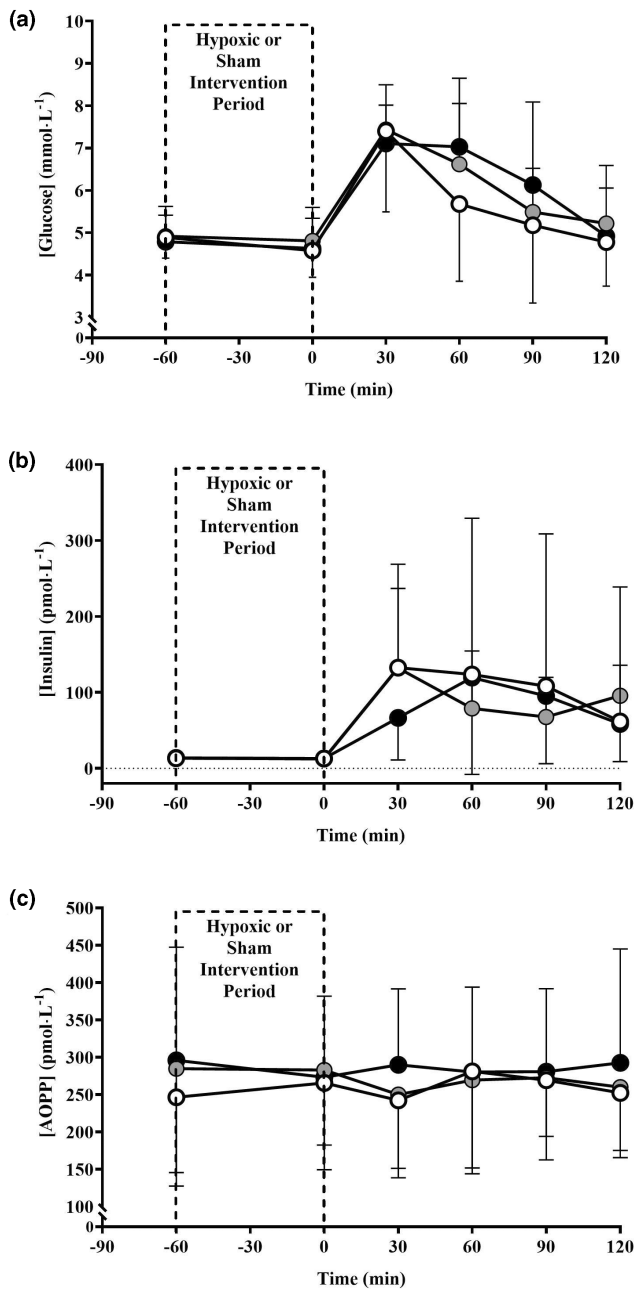 (a)
[Glucose] (mmol·L⁻¹)
10
9
8
7
6
5
4
3
0
Hypoxic or
Sham
Intervention
Period
-90 -60 -30 0 30 60 90 120
Time (min)
(b)
[Insulin] (pmol·L⁻¹)
400
300
200
100
0
Hypoxic or
Sham
Intervention
Period
-90 -60 -30 0 30 60 90 120
Time (min)
(c)
[AOPP] (pmol·L⁻¹)
500
450
400
350
300
250
200
150
100
0
Hypoxic or
Sham
Intervention
Period
-90 -60 -30 0 30 60 90 120
Time (min)